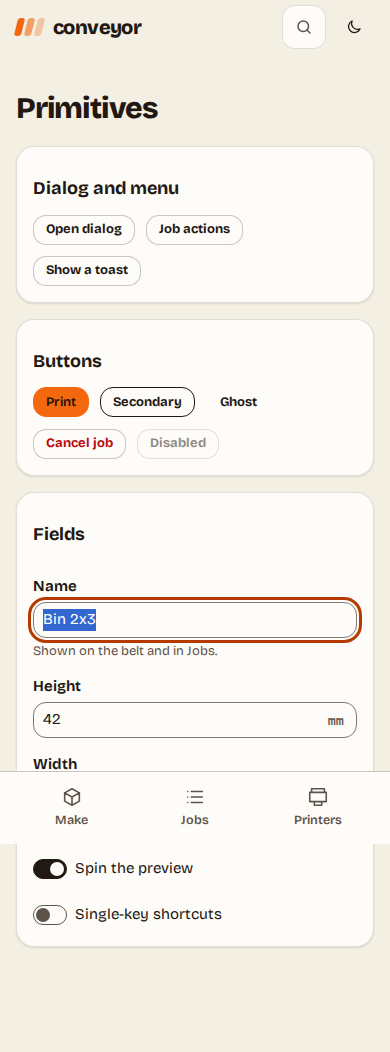 conveyor
Primitives
Dialog and menu
Open dialog
Job actions
Show a toast
Buttons
Print
Secondary
Ghost
Cancel job
Disabled
Fields
Name
Bin 2x3
Shown on the belt and in Jobs.
Height
42
mm
Width
Make
Jobs
Printers
Spin the preview
Single-key shortcuts